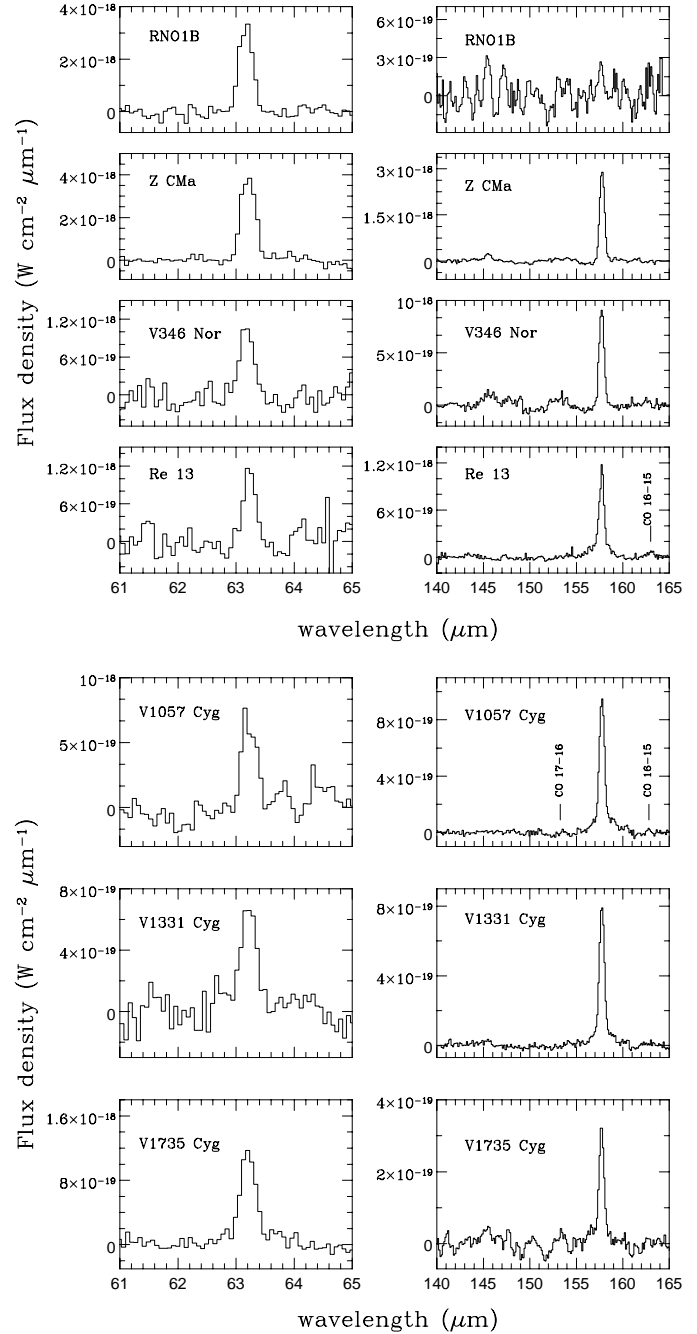 Flux density (W cm⁻² μm⁻¹)
4×10⁻¹⁸
2×10⁻¹⁸
0
RNO1B
6×10⁻¹⁹
3×10⁻¹⁹
0
RNO1B
4×10⁻¹⁸
2×10⁻¹⁸
0
Z CMa
3×10⁻¹⁸
1.5×10⁻¹⁸
0
Z CMa
1.2×10⁻¹⁸
6×10⁻¹⁹
0
V346 Nor
10⁻¹⁸
5×10⁻¹⁹
0
V346 Nor
1.2×10⁻¹⁸
6×10⁻¹⁹
0
Re 13
1.2×10⁻¹⁸
6×10⁻¹⁹
0
Re 13
CO 16-15
61 62 63 64 65
140 145 150 155 160 165
wavelength (μm)
Flux density (W cm⁻² μm⁻¹)
10⁻¹⁸
5×10⁻¹⁹
0
V1057 Cyg
8×10⁻¹⁹
4×10⁻¹⁹
0
V1057 Cyg
CO 17-16
CO 16-15
8×10⁻¹⁹
4×10⁻¹⁹
0
V1331 Cyg
8×10⁻¹⁹
4×10⁻¹⁹
0
V1331 Cyg
1.6×10⁻¹⁸
8×10⁻¹⁹
0
V1735 Cyg
4×10⁻¹⁹
2×10⁻¹⁹
0
V1735 Cyg
61 62 63 64 65
140 145 150 155 160 165
wavelength (μm)